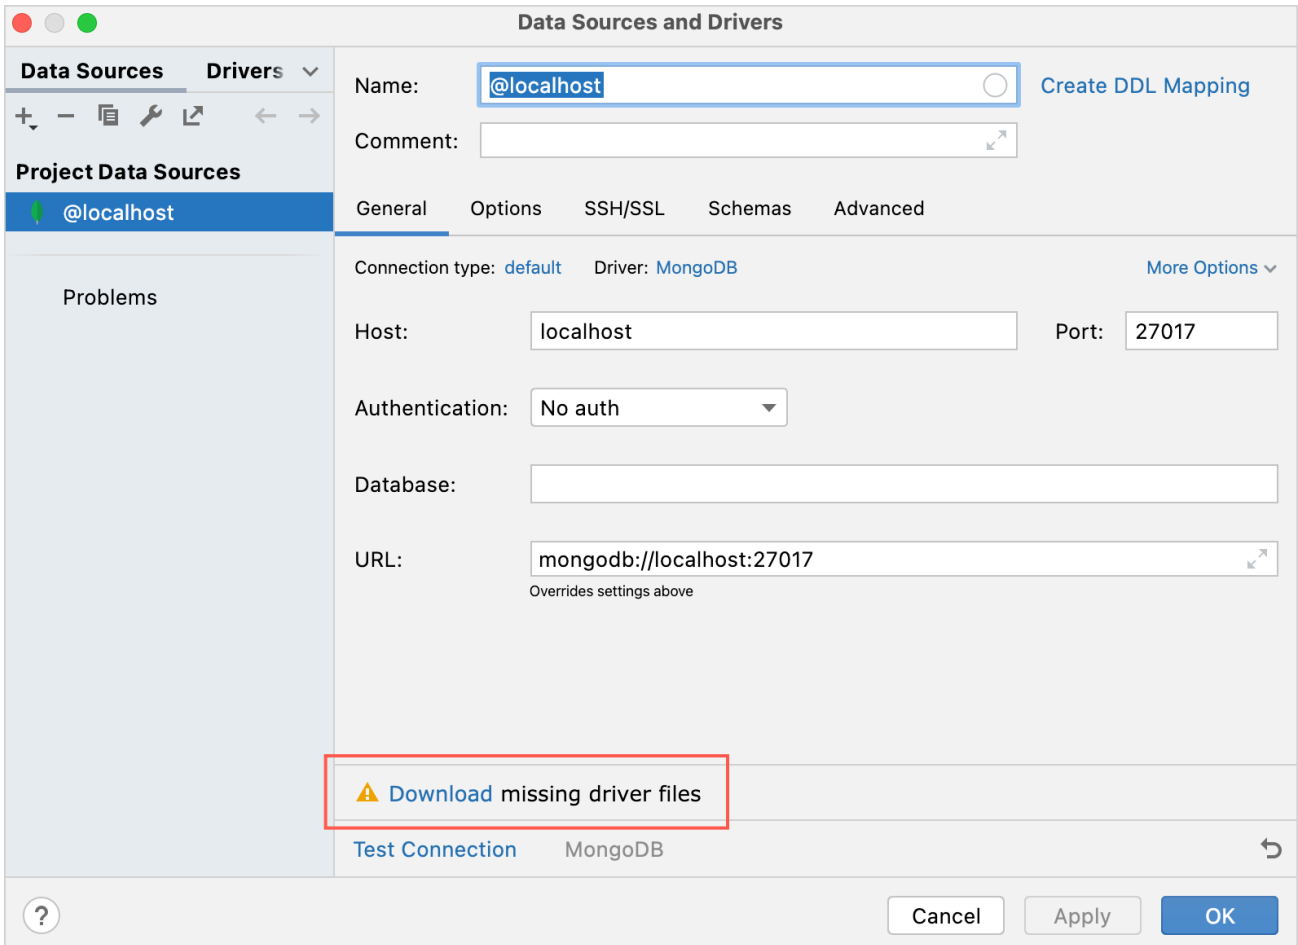 Data Sources and Drivers
Data Sources Drivers
Name: @localhost Create DDL Mapping
Comment:
Project Data Sources
@localhost
Problems
General Options SSH/SSL Schemas Advanced
Connection type: default Driver: MongoDB More Options
Host: localhost Port: 27017
Authentication: No auth
Database:
URL: mongodb://localhost:27017
Overrides settings above
Download missing driver files
Test Connection MongoDB
? Cancel Apply OK